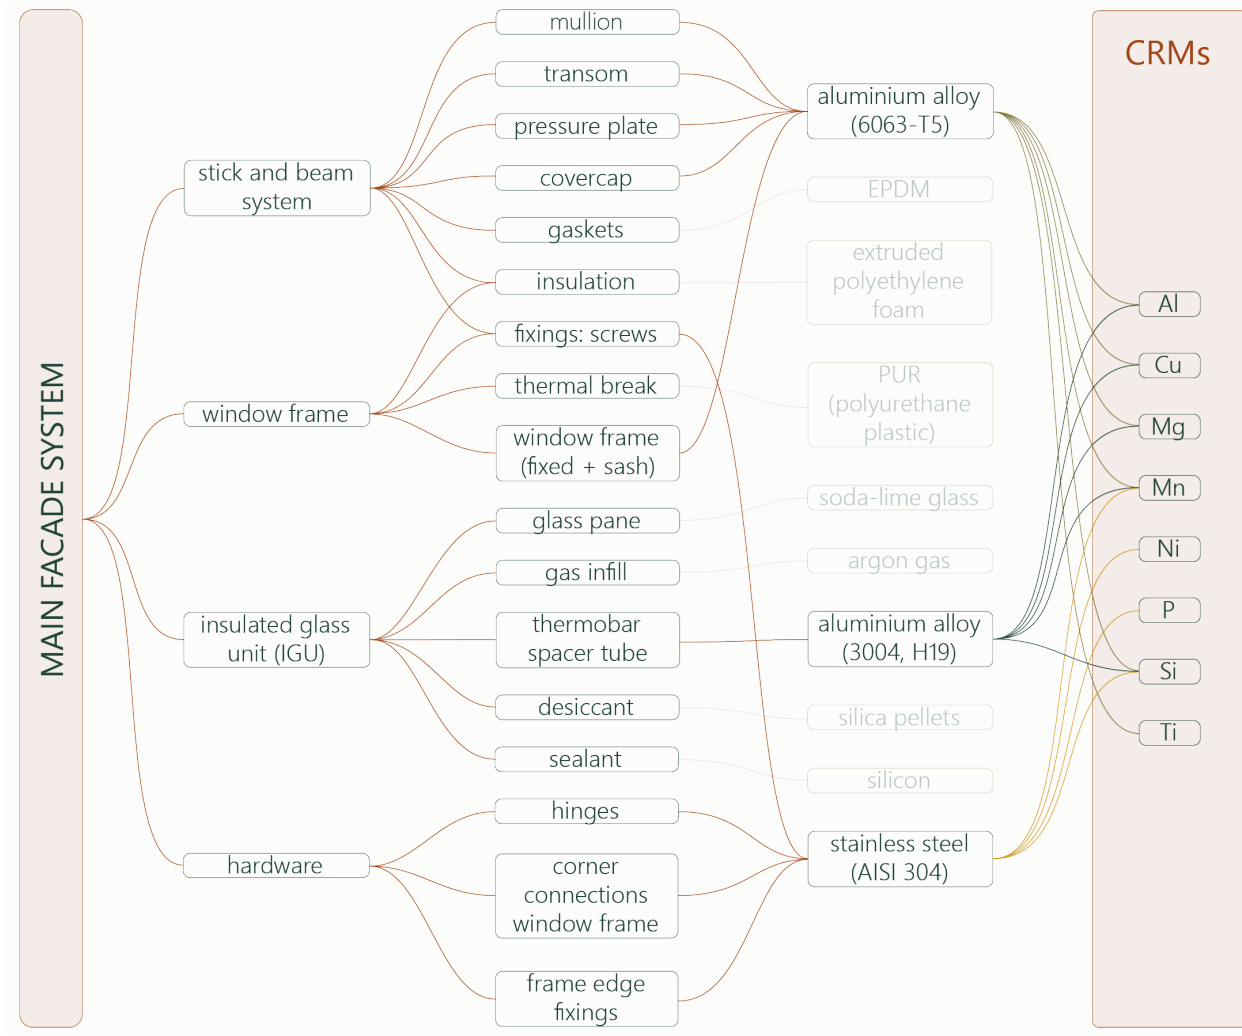 MAIN FACADE SYSTEM
stick and beam
system
window frame
insulated glass
unit (IGU)
hardware
mullion
transom
pressure plate
covercap
gaskets
insulation
fixings: screws
thermal break
window frame
(fixed + sash)
glass pane
gas infill
thermobar
spacer tube
desiccant
sealant
hinges
corner
connections
window frame
frame edge
fixings
aluminium alloy
(6063-T5)
EPDM
extruded
polyethylene
foam
PUR
(polyurethane
plastic)
soda-lime glass
argon gas
aluminium alloy
(3004, H19)
silica pellets
silicon
stainless steel
(AISI 304)
CRMs
Al
Cu
Mg
Mn
Ni
P
Si
Ti